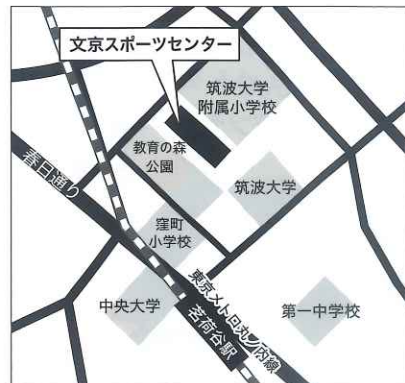 文京スポーツセンター
筑波大学
附属小学校
教育の森
公園
筑波大学
春日通り
窪町
小学校
中央大学
東京メトロ丸ノ内線
茗荷谷駅
第一中学校